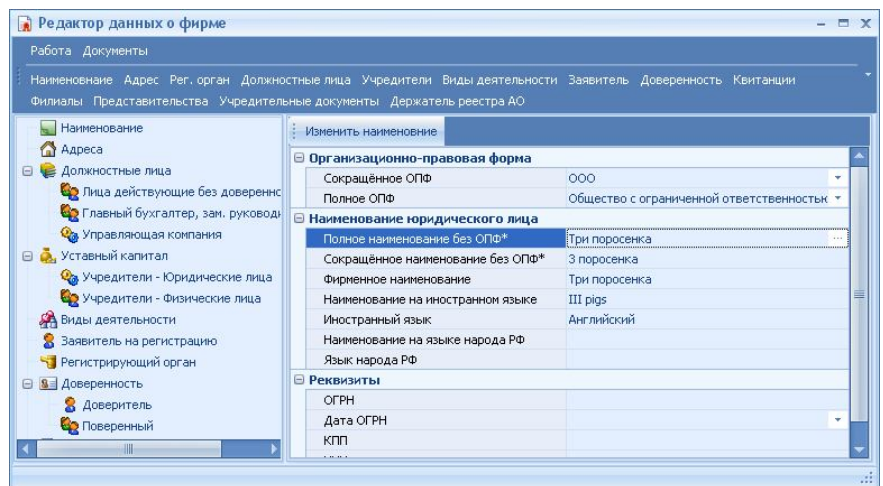 Редактор данных о фирме
Работа Документы
Наименовнаие Адрес Рег. орган Должностные лица Учредители Виды деятельности Заявитель Доверенность Квитанции
Филиалы Представительства Учредительные документы Держатель реестра АО
Наименование
Адреса
Должностные лица
Лица действующие без доверенно
Главный бухгалтер, зам. руководи
Управляющая компания
Уставный капитал
Учредители - Юридические лица
Учредители - Физические лица
Виды деятельности
Заявитель на регистрацию
Регистрирующий орган
Доверенность
Доверитель
Поверенный
Изменить наименовние
Организационно-правовая форма
Сокращённое ОПФ ООО
Полное ОПФ Общество с ограниченной ответственностью
Наименование юридического лица
Полное наименование без ОПФ* Три поросенка
Сокращённое наименование без ОПФ* 3 поросенка
Фирменное наименование Три поросенка
Наименование на иностранном языке III pigs
Иностранный язык Английский
Наименование на языке народа РФ
Язык народа РФ
Реквизиты
ОГРН
Дата ОГРН
КПП